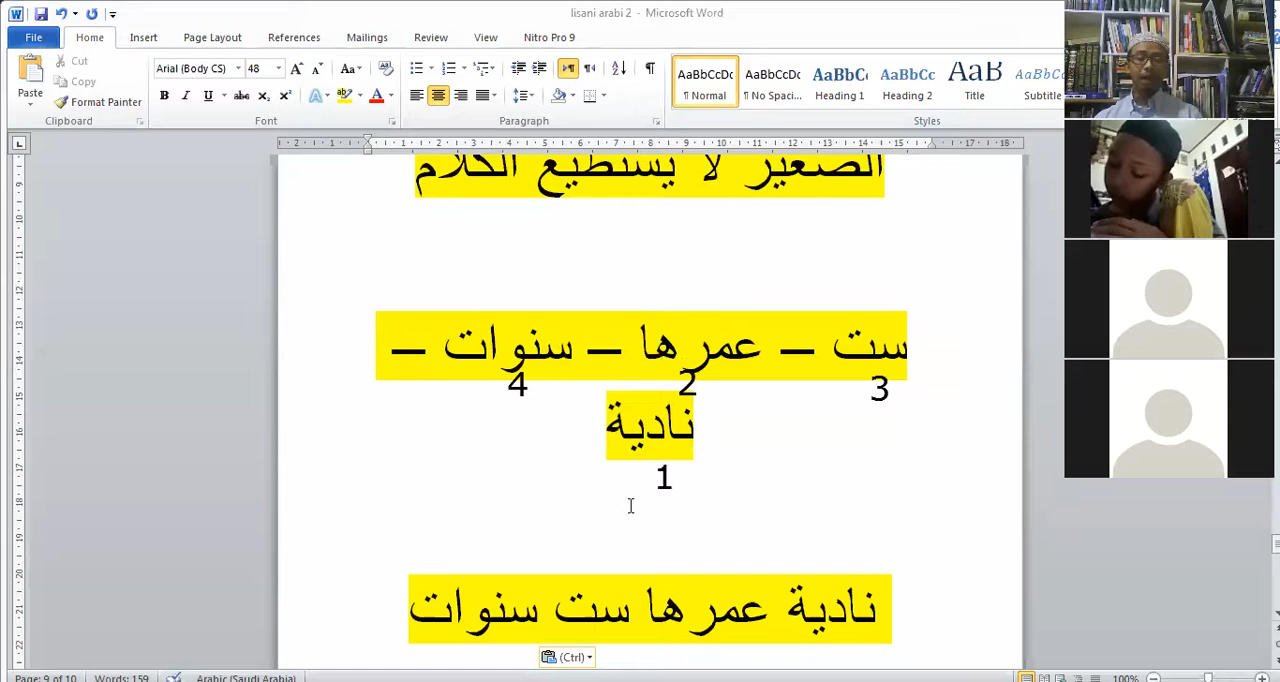 lisani arabi 2 - Microsoft Word
File Home Insert Page Layout References Mailings Review View Nitro Pro 9
Cut
Copy
Format Painter
Paste
Clipboard
Arial (Body CS) 48
Font
Paragraph
AaBbCcDc AaBbCcDc AaBbC AaBbCc AaB AaBbCc
¶ Normal ¶ No Spaci... Heading 1 Heading 2 Title Subtitle
Styles
الصغير لا يستطيع الكلام
ست – عمرها – سنوات –
3 2 4
نادية
1
نادية عمرها ست سنوات
(Ctrl)
Page: 9 of 10 Words: 159 Arabic (Saudi Arabia) 100%